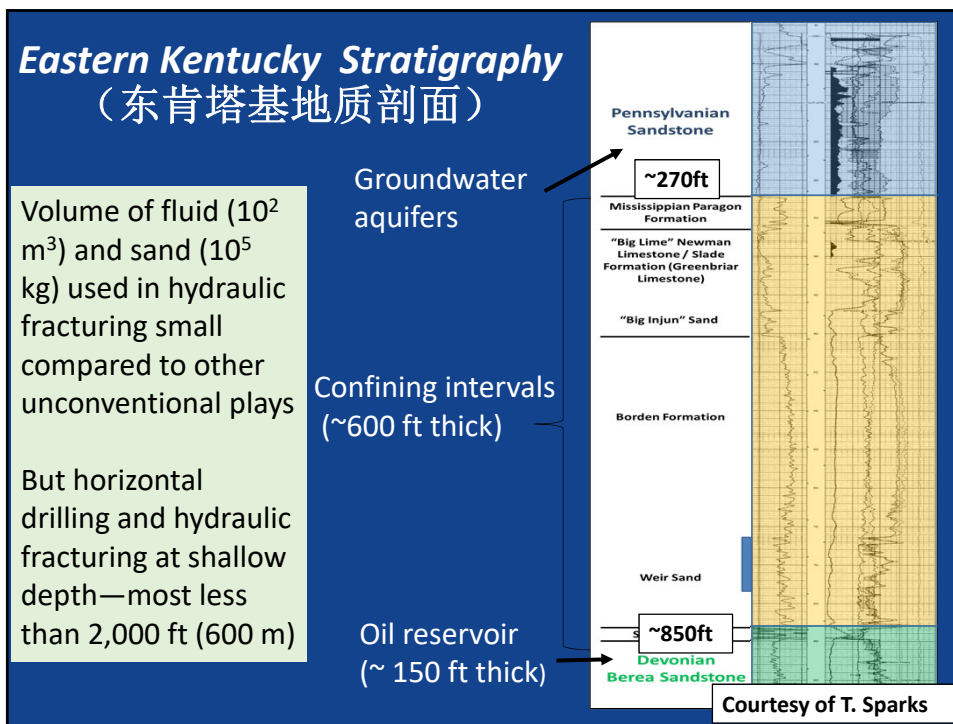 Eastern Kentucky Stratigraphy
（东肯塔基地质剖面）
Volume of fluid (10²
m³) and sand (10⁵
kg) used in hydraulic
fracturing small
compared to other
unconventional plays
But horizontal
drilling and hydraulic
fracturing at shallow
depth—most less
than 2,000 ft (600 m)
Groundwater
aquifers
Confining intervals
(~600 ft thick)
Oil reservoir
(~ 150 ft thick)
Pennsylvanian
Sandstone
~270ft
Mississippian Paragon
Formation
"Big Lime" Newman
Limestone / Slade
Formation (Greenbriar
Limestone)
"Big Injun" Sand
Borden Formation
Weir Sand
~850ft
Devonian
Berea Sandstone
Courtesy of T. Sparks